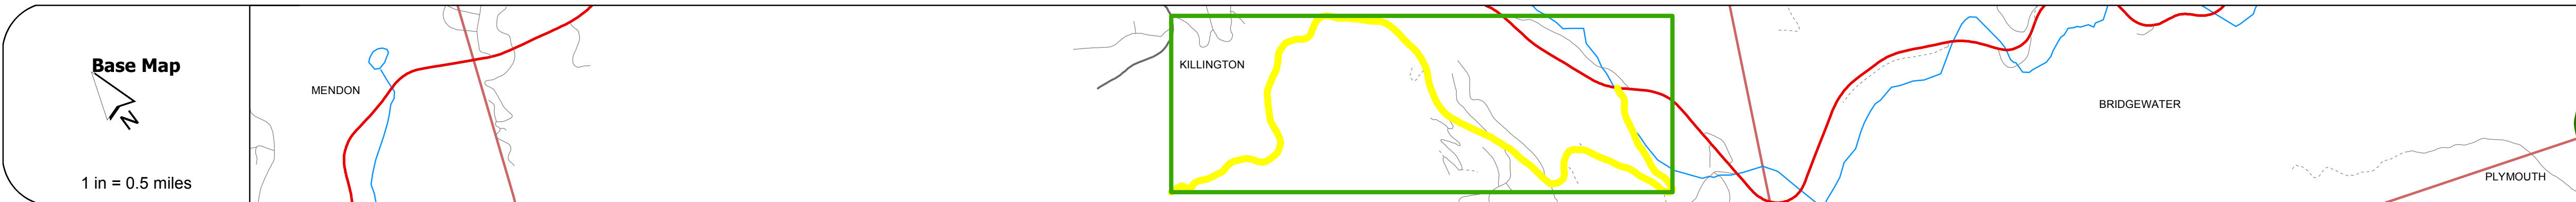 Base Map
N
1 in = 0.5 miles
MENDON
KILLINGTON
BRIDGEWATER
PLYMOUTH